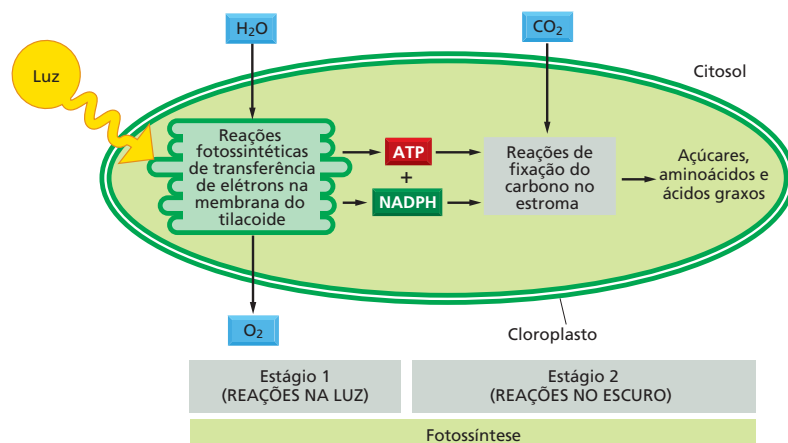 H₂O
CO₂
Luz
Citosol
Reações
fotossintéticas
de transferência
de elétrons na
membrana do
tilacoide
ATP
+
NADPH
Reações de
fixação do
carbono no
estroma
Açúcares,
aminoácidos e
ácidos graxos
O₂
Cloroplasto
Estágio 1
(REAÇÕES NA LUZ)
Estágio 2
(REAÇÕES NO ESCURO)
Fotossíntese